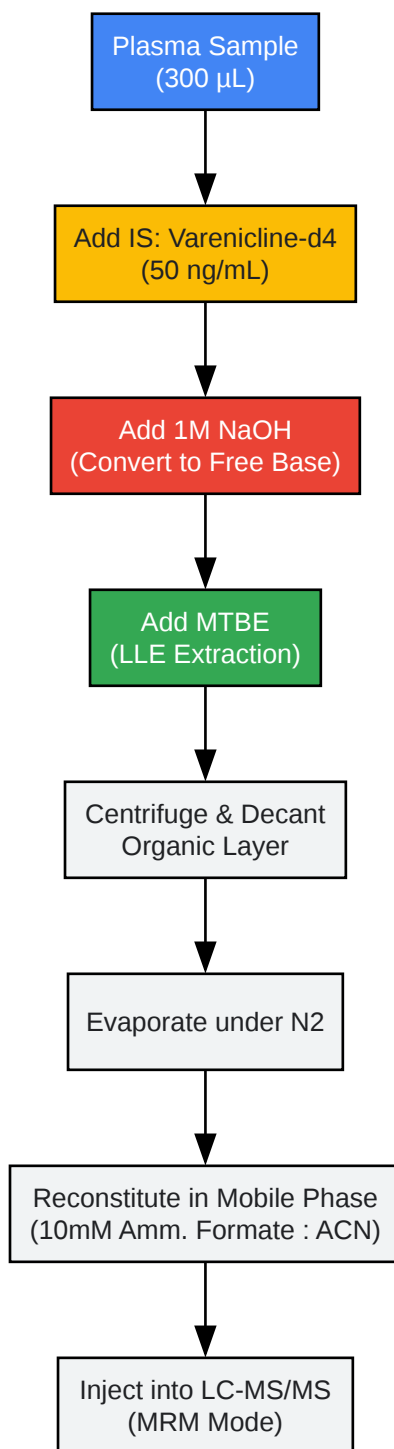 Plasma Sample
(300 µL)
Add IS: Varenicline-d4
(50 ng/mL)
Add 1M NaOH
(Convert to Free Base)
Add MTBE
(LLE Extraction)
Centrifuge & Decant
Organic Layer
Evaporate under N2
Reconstitute in Mobile Phase
(10mM Amm. Formate : ACN)
Inject into LC-MS/MS
(MRM Mode)